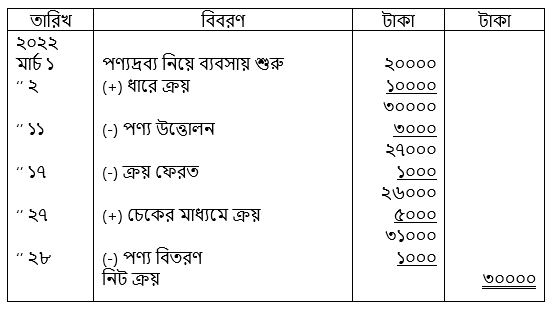 তারিখ বিবরণ টাকা টাকা
২০২২
মার্চ ১ পণ্যদ্রব্য নিয়ে ব্যবসায় শুরু ২০০০০
’’ ২ (+) ধারে ক্রয় ১০০০০
৩০০০০
’’ ১১ (-) পণ্য উত্তোলন ৩০০০
২৭০০০
’’ ১৭ (-) ক্রয় ফেরত ১০০০
২৬০০০
’’ ২৭ (+) চেকের মাধ্যমে ক্রয় ৫০০০
৩১০০০
’’ ২৮ (-) পণ্য বিতরণ ১০০০
নিট ক্রয় ৩০০০০